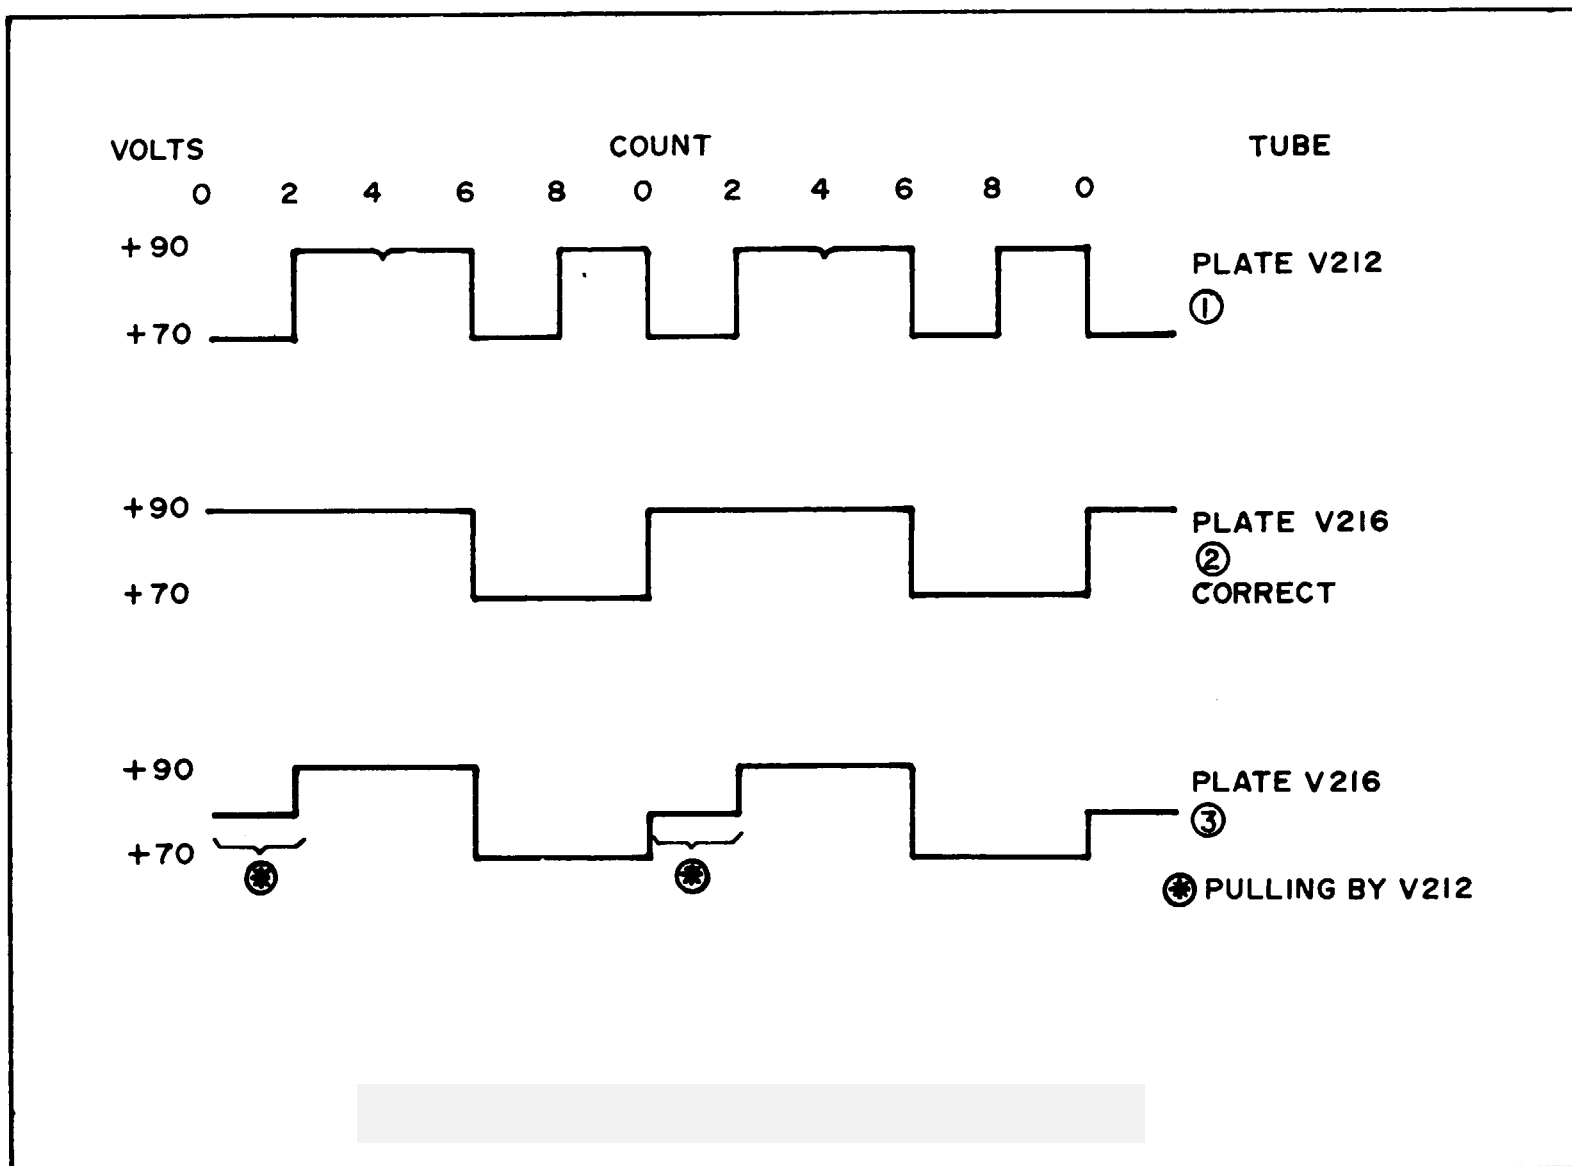 VOLTS COUNT TUBE
0 2 4 6 8 0 2 4 6 8 0
+90
PLATE V212
①
+70
+90
PLATE V216
②
+70
CORRECT
+90
PLATE V216
③
+70
⊛ ⊛
⊛ PULLING BY V212